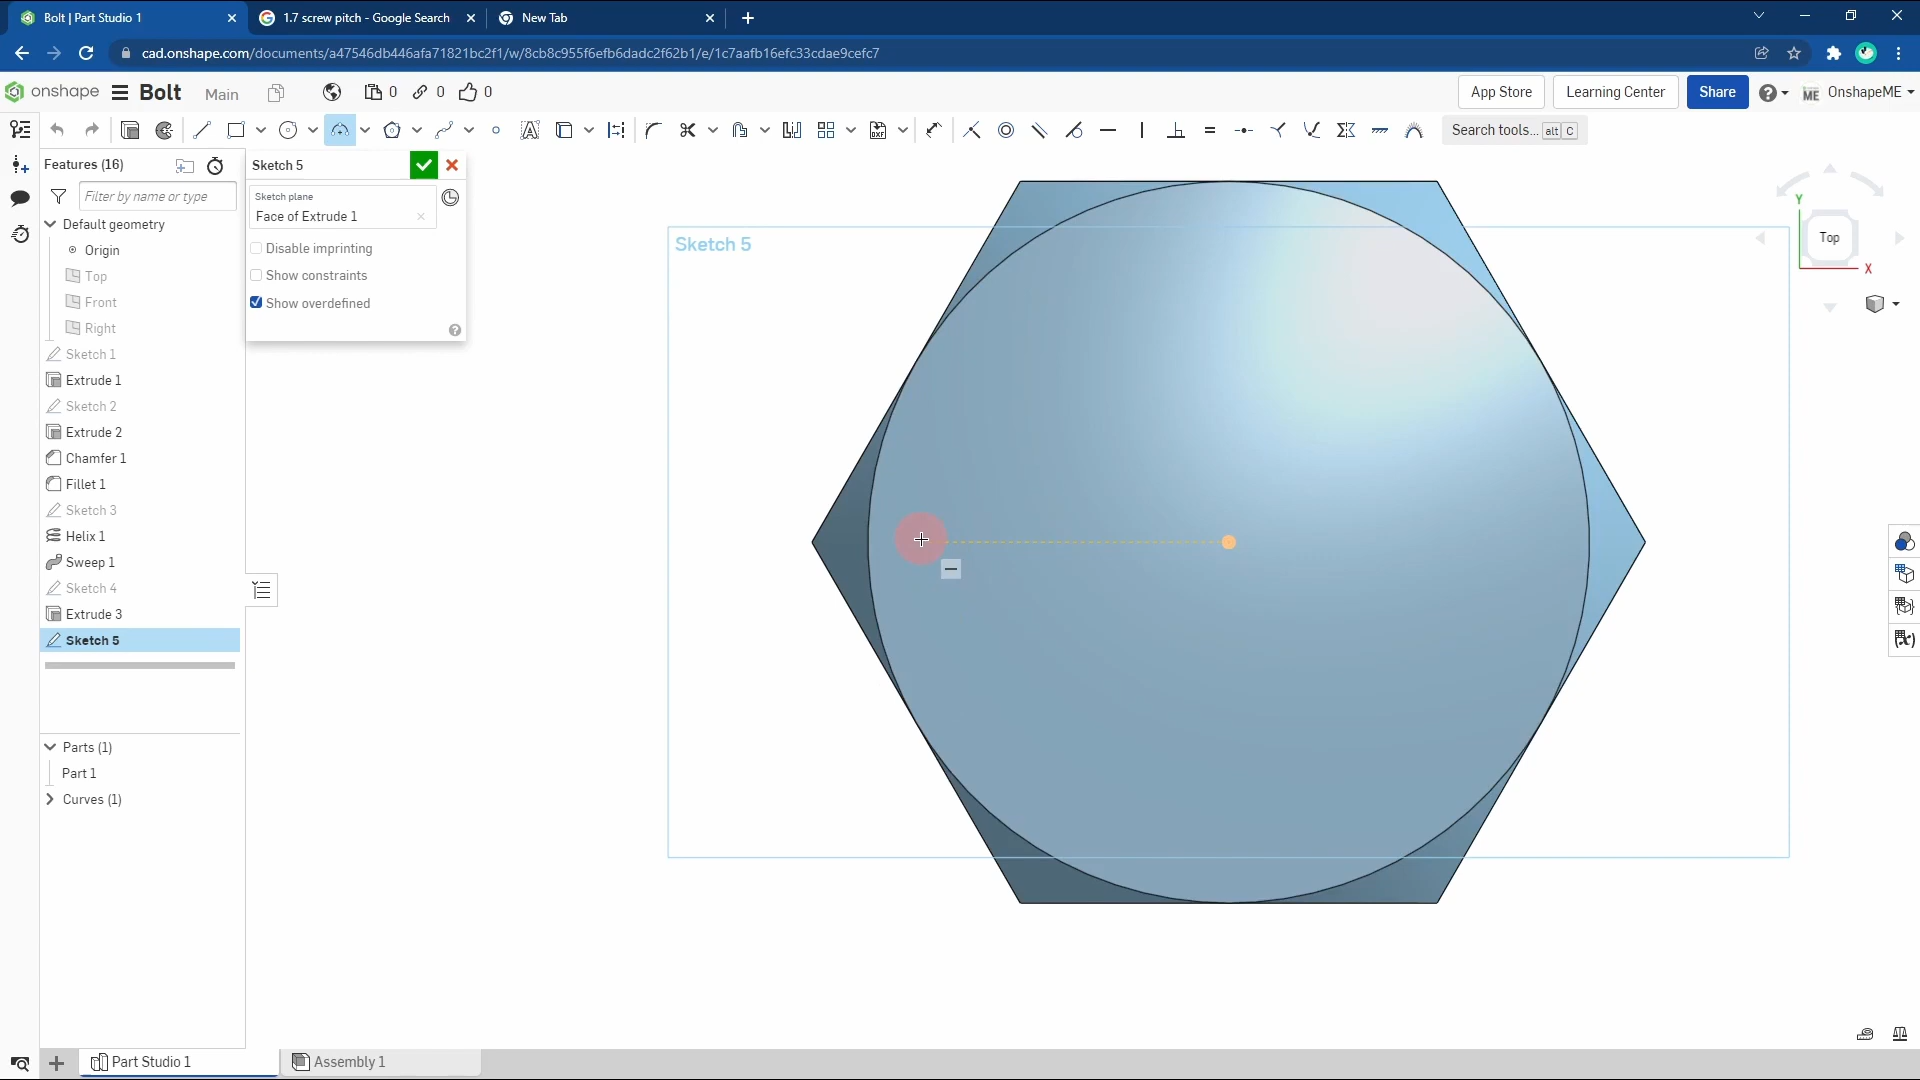 Bolt | Part Studio 1
1.7 screw pitch - Google Search
New Tab
cad.onshape.com/documents/a47546db446afa71821bc2f1/w/8cb8c955f6efb6dadc2f62b1/e/1c7aafb16efc33cdae9cefc7
onshape
Bolt
Main
0
0
0
App Store
Learning Center
Share
ME
OnshapeME
Search tools... alt C
Features (16)
Filter by name or type
Default geometry
Origin
Top
Front
Right
Sketch 1
Extrude 1
Sketch 2
Extrude 2
Chamfer 1
Fillet 1
Sketch 3
Helix 1
Sweep 1
Sketch 4
Extrude 3
Sketch 5
Parts (1)
Part 1
Curves (1)
Sketch 5
Sketch plane
Face of Extrude 1
Disable imprinting
Show constraints
Show overdefined
Sketch 5
Y
Top
X
Part Studio 1
Assembly 1